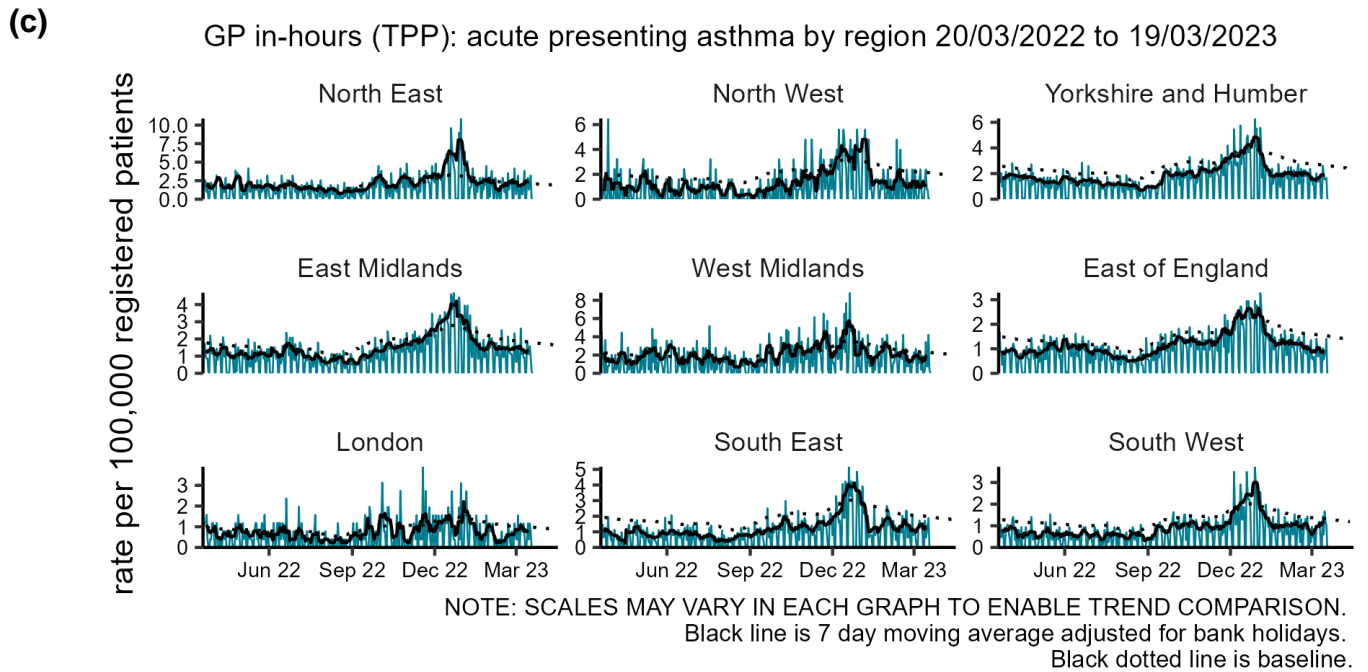 (c)
GP in-hours (TPP): acute presenting asthma by region 20/03/2022 to 19/03/2023
rate per 100,000 registered patients
North East
10.0
7.5
5.0
2.5
0.0
North West
6
4
2
0
Yorkshire and Humber
6
4
2
0
East Midlands
4
3
2
1
0
West Midlands
8
6
4
2
0
East of England
3
2
1
0
London
3
2
1
0
Jun 22 Sep 22 Dec 22 Mar 23
South East
5
4
3
2
1
0
Jun 22 Sep 22 Dec 22 Mar 23
South West
3
2
1
0
Jun 22 Sep 22 Dec 22 Mar 23
NOTE: SCALES MAY VARY IN EACH GRAPH TO ENABLE TREND COMPARISON.
Black line is 7 day moving average adjusted for bank holidays.
Black dotted line is baseline.